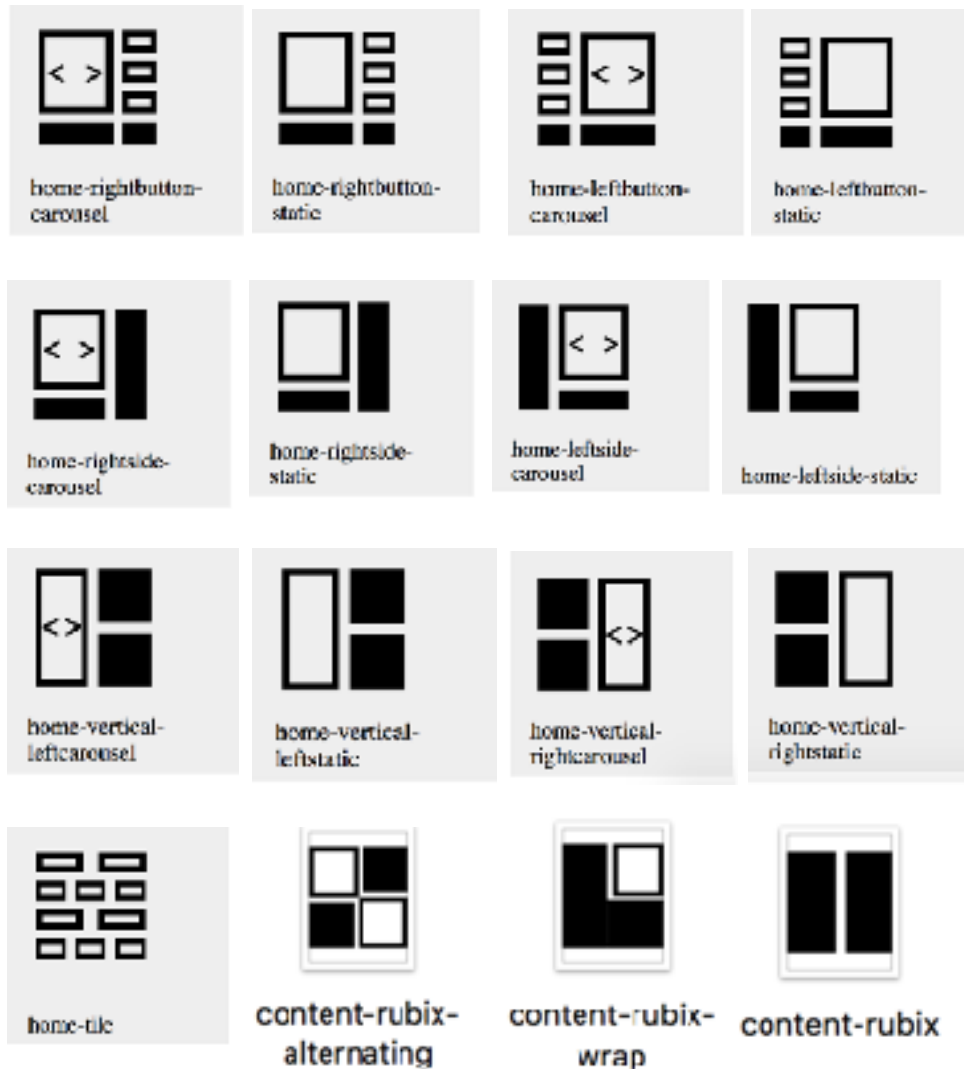 < >
< >
home-rightbutton-
carousel
home-rightbutton-
static
home-leftbutton-
carousel
home-leftbutton-
static
< >
< >
home-rightside-
carousel
home-rightside-
static
home-leftside-
carousel
home-leftside-static
<>
<>
home-vertical-
leftcarousel
home-vertical-
leftstatic
home-vertical-
rightcarousel
home-vertical-
rightstatic
home-tile
content-rubix-
alternating
content-rubix-
wrap
content-rubix